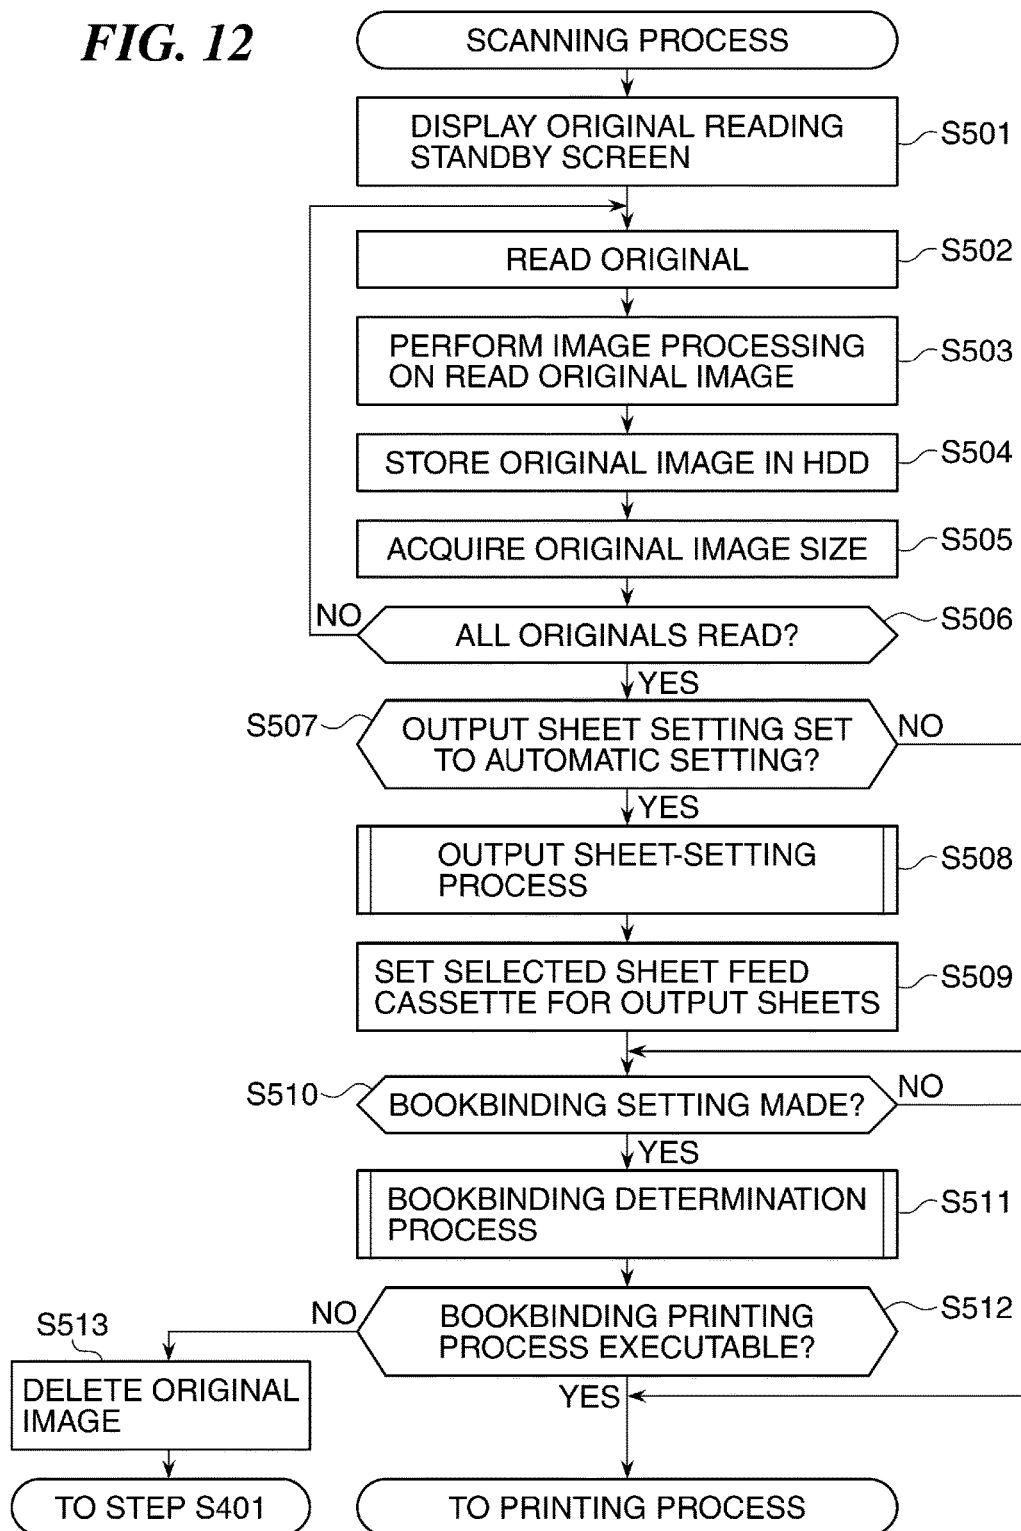 FIG. 12
SCANNING PROCESS
DISPLAY ORIGINAL READING
STANDBY SCREEN
S501
READ ORIGINAL
S502
PERFORM IMAGE PROCESSING
ON READ ORIGINAL IMAGE
S503
STORE ORIGINAL IMAGE IN HDD
S504
ACQUIRE ORIGINAL IMAGE SIZE
S505
ALL ORIGINALS READ?
S506
NO
YES
S507
OUTPUT SHEET SETTING SET
TO AUTOMATIC SETTING?
NO
YES
OUTPUT SHEET-SETTING
PROCESS
S508
SET SELECTED SHEET FEED
CASSETTE FOR OUTPUT SHEETS
S509
S510
BOOKBINDING SETTING MADE?
NO
YES
BOOKBINDING DETERMINATION
PROCESS
S511
BOOKBINDING PRINTING
PROCESS EXECUTABLE?
S512
NO
YES
S513
DELETE ORIGINAL
IMAGE
TO STEP S401
TO PRINTING PROCESS